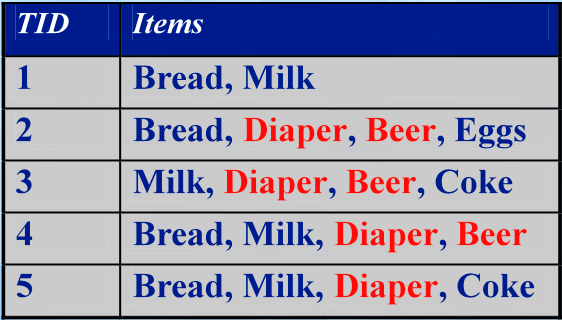 TID Items
1 Bread, Milk
2 Bread, Diaper, Beer, Eggs
3 Milk, Diaper, Beer, Coke
4 Bread, Milk, Diaper, Beer
5 Bread, Milk, Diaper, Coke